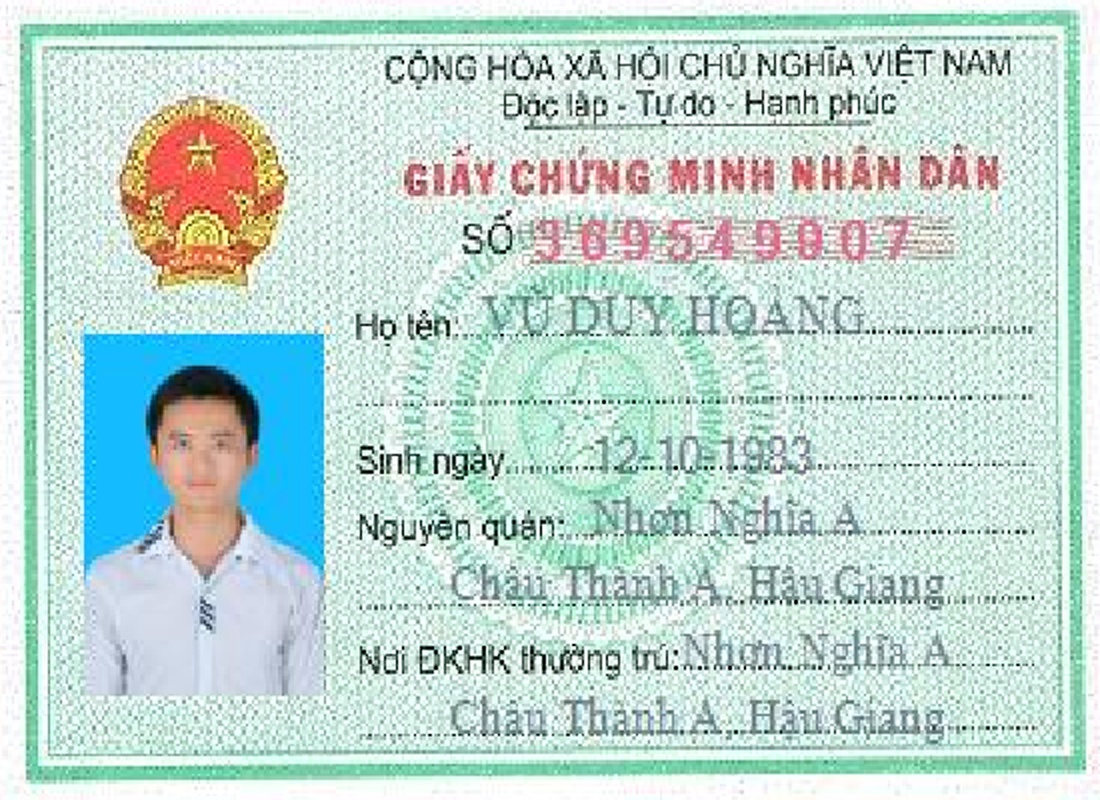 CỘNG HÒA XÃ HỘI CHỦ NGHĨA VIỆT NAM
Độc lập - Tự do - Hạnh phúc
GIẤY CHỨNG MINH NHÂN DÂN
SỐ 369549907
Họ tên: VŨ DUY HOÀNG
Sinh ngày 12-10-1983
Nguyên quán: Nhơn Nghĩa A
Châu Thành A, Hậu Giang
Nơi ĐKHK thường trú: Nhơn Nghĩa A
Châu Thành A, Hậu Giang